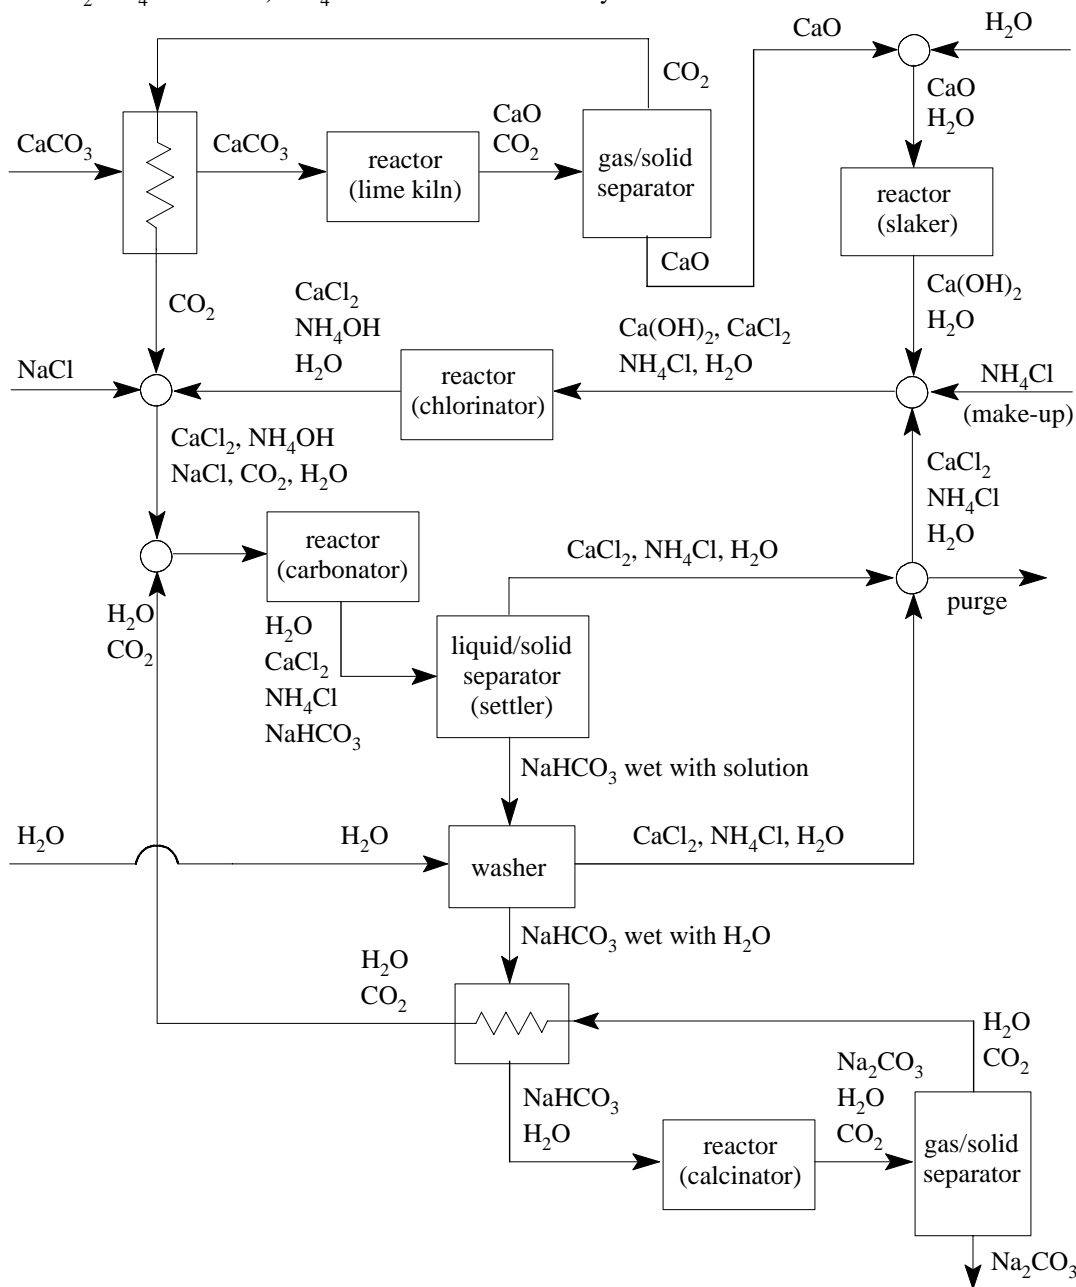 CaO
H₂O
CO₂
CaO
H₂O
CaCO₃
CaCO₃
CaO
CO₂
reactor
(lime kiln)
gas/solid
separator
reactor
(slaker)
CaO
CO₂
CaCl₂
NH₄OH
H₂O
Ca(OH)₂
H₂O
Ca(OH)₂, CaCl₂
NH₄Cl, H₂O
NaCl
reactor
(chlorinator)
NH₄Cl
(make-up)
CaCl₂, NH₄OH
NaCl, CO₂, H₂O
CaCl₂
NH₄Cl
H₂O
reactor
(carbonator)
CaCl₂, NH₄Cl, H₂O
purge
H₂O
CO₂
H₂O
CaCl₂
NH₄Cl
NaHCO₃
liquid/solid
separator
(settler)
NaHCO₃ wet with solution
H₂O
H₂O
washer
CaCl₂, NH₄Cl, H₂O
NaHCO₃ wet with H₂O
H₂O
CO₂
H₂O
CO₂
NaHCO₃
H₂O
Na₂CO₃
H₂O
CO₂
reactor
(calcinator)
gas/solid
separator
Na₂CO₃